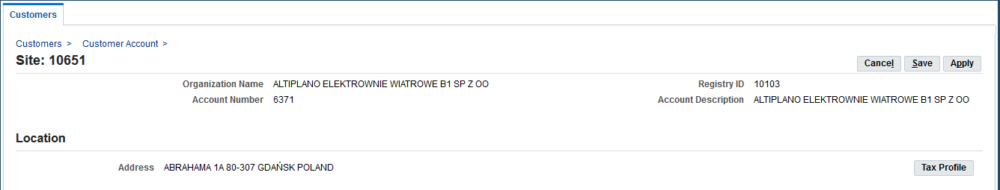 Customers
Customers > Customer Account >
Site: 10651
Cancel Save Apply
Organization Name ALTIPLANO ELEKTROWNIE WIATROWE B1 SP Z OO Registry ID 10103
Account Number 6371 Account Description ALTIPLANO ELEKTROWNIE WIATROWE B1 SP Z OO
Location
Address ABRAHAMA 1A 80-307 GDAŃSK POLAND Tax Profile